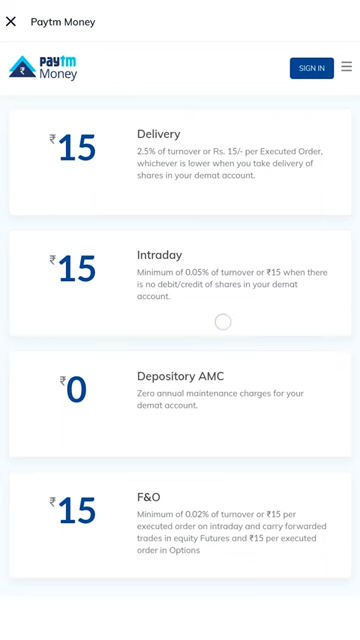 Paytm Money
paytm
Money
SIGN IN
₹15
Delivery
2.5% of turnover or Rs. 15/- per Executed Order,
whichever is lower when you take delivery of
shares in your demat account.
₹15
Intraday
Minimum of 0.05% of turnover or ₹15 when there
is no debit/credit of shares in your demat
account.
₹0
Depository AMC
Zero annual maintenance charges for your
demat account.
₹15
F&O
Minimum of 0.02% of turnover or ₹15 per
executed order on intraday and carry forwarded
trades in equity Futures and ₹15 per executed
order in Options